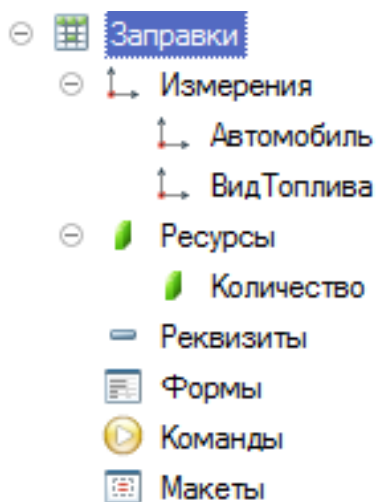 Заправки
Измерения
Автомобиль
ВидТоплива
Ресурсы
Количество
Реквизиты
Формы
Команды
Макеты